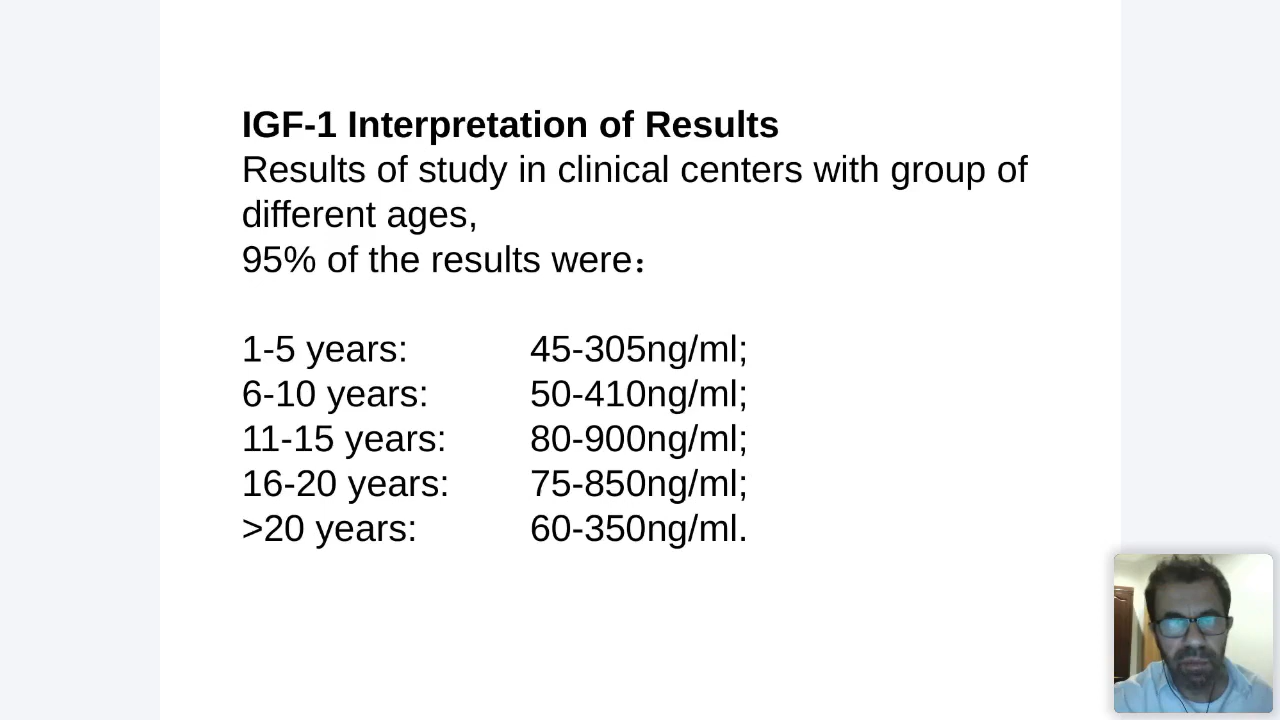 IGF-1 Interpretation of Results
Results of study in clinical centers with group of
different ages,
95% of the results were：
1-5 years: 45-305ng/ml;
6-10 years: 50-410ng/ml;
11-15 years: 80-900ng/ml;
16-20 years: 75-850ng/ml;
>20 years: 60-350ng/ml.